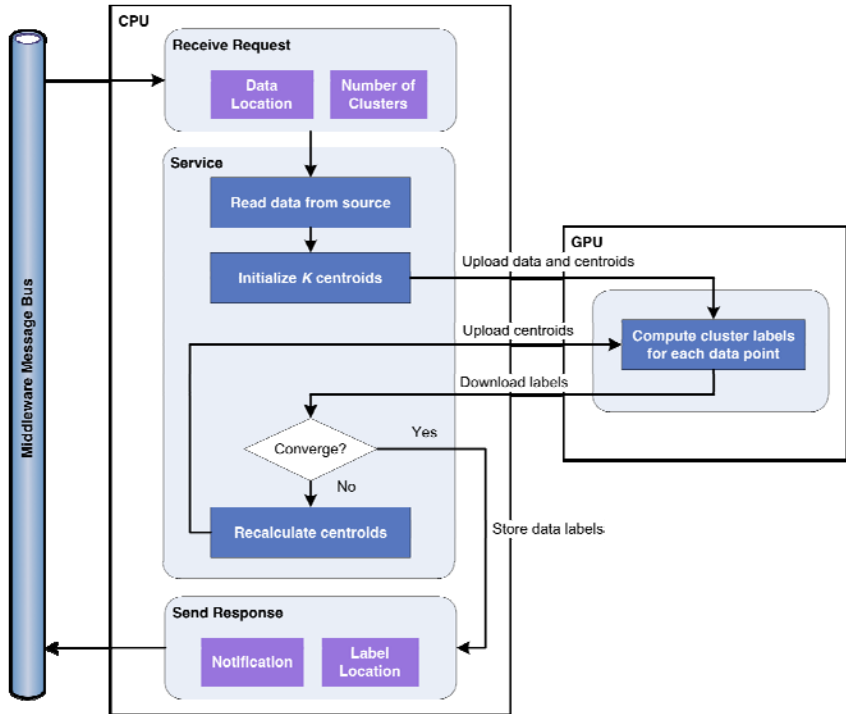 CPU
Receive Request
Data
Location
Number of
Clusters
Service
Read data from source
Initialize K centroids
GPU
Upload data and centroids
Compute cluster labels
for each data point
Upload centroids
Download labels
Converge?
Yes
No
Recalculate centroids
Store data labels
Send Response
Notification
Label
Location
Middleware Message Bus